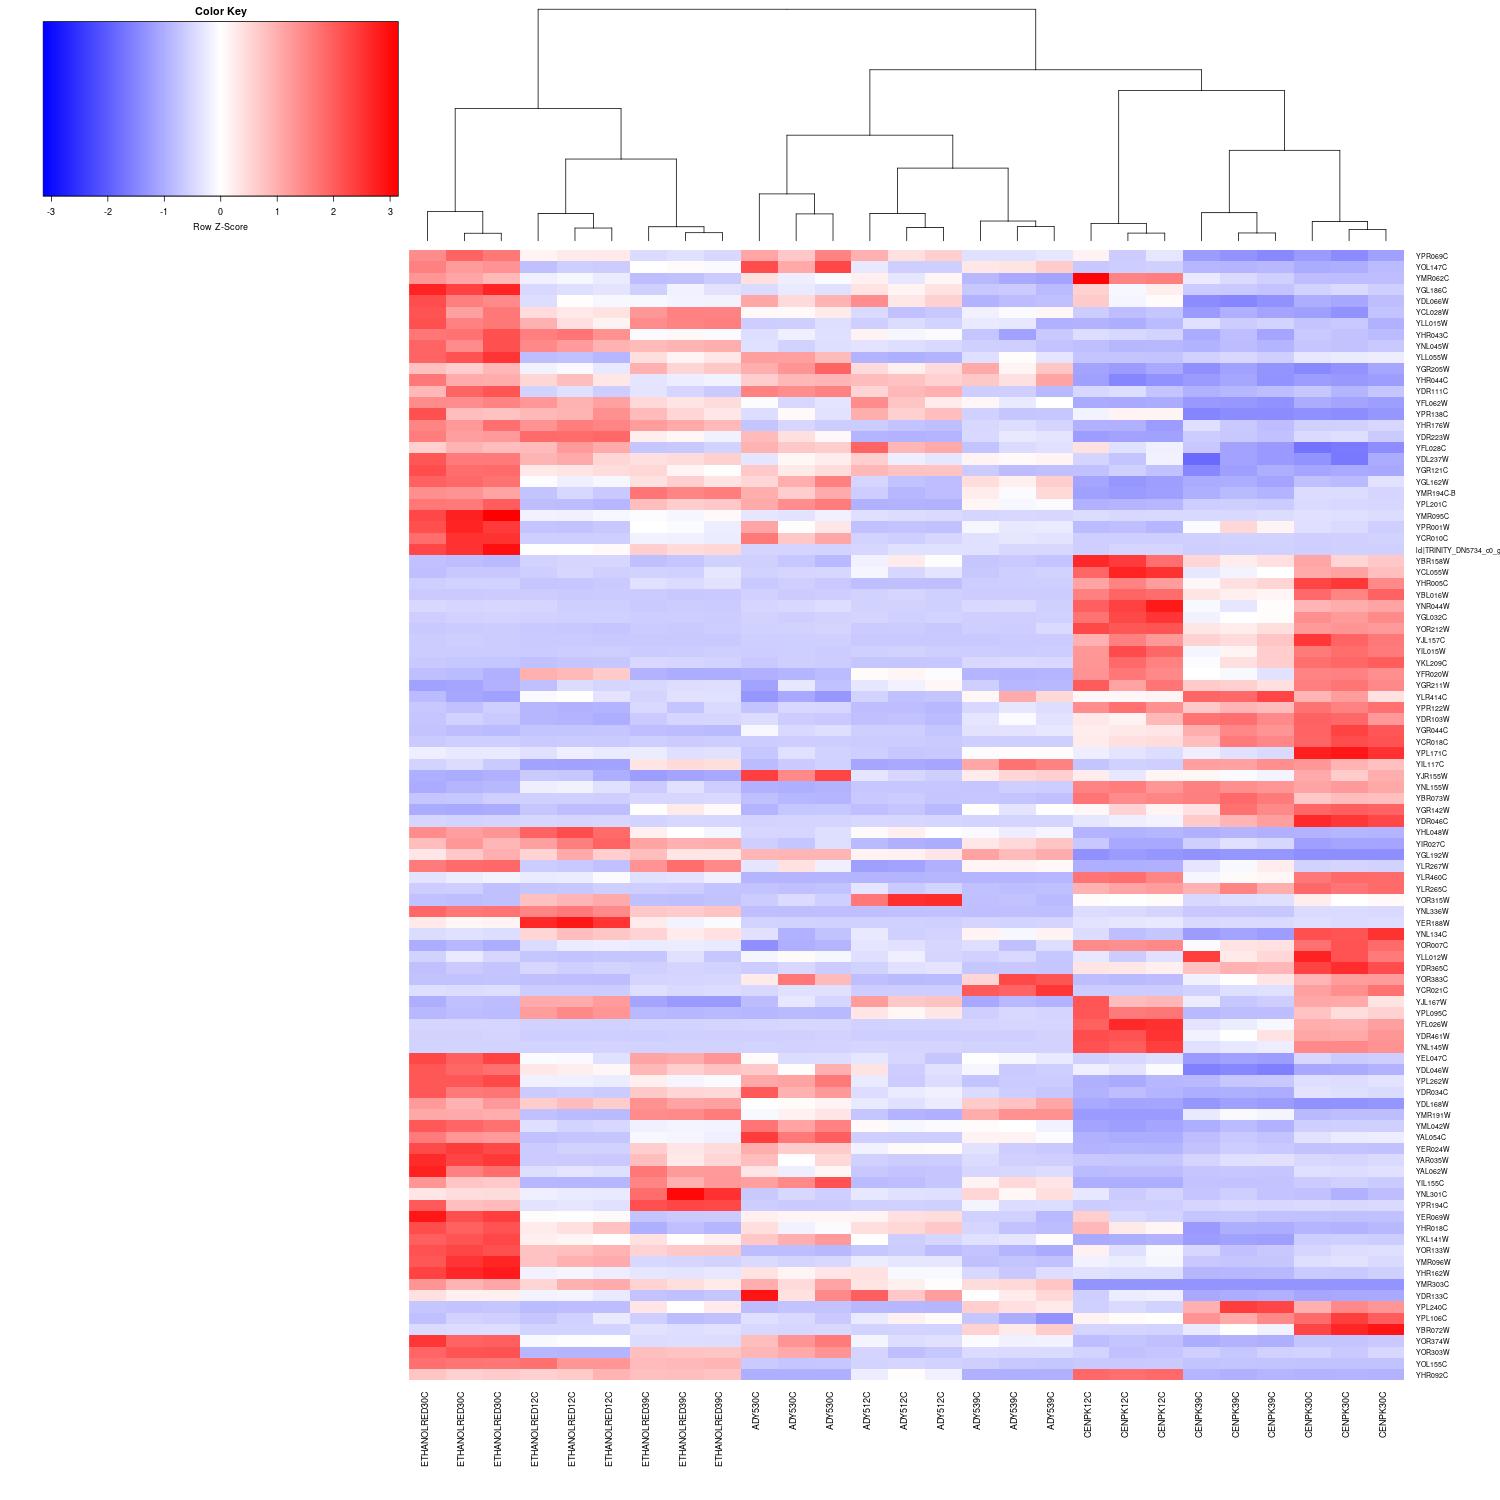 Color Key
-3 -2 -1 0 1 2 3
Row Z-Score
YPR069C
YOL147C
YMR062C
YGL186C
YDL066W
YCL028W
YLL015W
YHR043C
YNL045W
YLL055W
YGR205W
YHR044C
YDR111C
YFL062W
YPR138C
YHR176W
YDR223W
YFL028C
YDL237W
YGR121C
YGL162W
YMR194C-B
YPL201C
YMR095C
YPR001W
YCR010C
ld|TRINITY_DN5734_c0_g
YBR158W
YCL055W
YHR005C
YBL016W
YNR044W
YGL032C
YOR212W
YJL157C
YIL015W
YKL209C
YFR020W
YGR211W
YLR414C
YPR122W
YDR103W
YGR044C
YCR018C
YPL171C
YIL117C
YJR155W
YNL155W
YBR073W
YGR142W
YDR046C
YHL048W
YIR027C
YGL192W
YLR267W
YLR460C
YLR265C
YOR315W
YNL336W
YER188W
YNL134C
YOR007C
YLL012W
YDR365C
YOR383C
YCR021C
YJL167W
YPL095C
YFL026W
YDR461W
YNL145W
YEL047C
YDL046W
YPL262W
YDR034C
YDL168W
YMR191W
YML042W
YAL054C
YER024W
YAR035W
YAL062W
YIL155C
YNL301C
YPR194C
YER069W
YHR018C
YKL141W
YOR133W
YMR096W
YHR162W
YMR303C
YDR133C
YPL240C
YPL106C
YBR072W
YOR374W
YOR303W
YOL155C
YHR092C
ETHANOLRED30C
ETHANOLRED30C
ETHANOLRED30C
ETHANOLRED12C
ETHANOLRED12C
ETHANOLRED12C
ETHANOLRED39C
ETHANOLRED39C
ETHANOLRED39C
ADY530C
ADY530C
ADY530C
ADY512C
ADY512C
ADY512C
ADY539C
ADY539C
ADY539C
CENPK12C
CENPK12C
CENPK12C
CENPK39C
CENPK39C
CENPK39C
CENPK30C
CENPK30C
CENPK30C